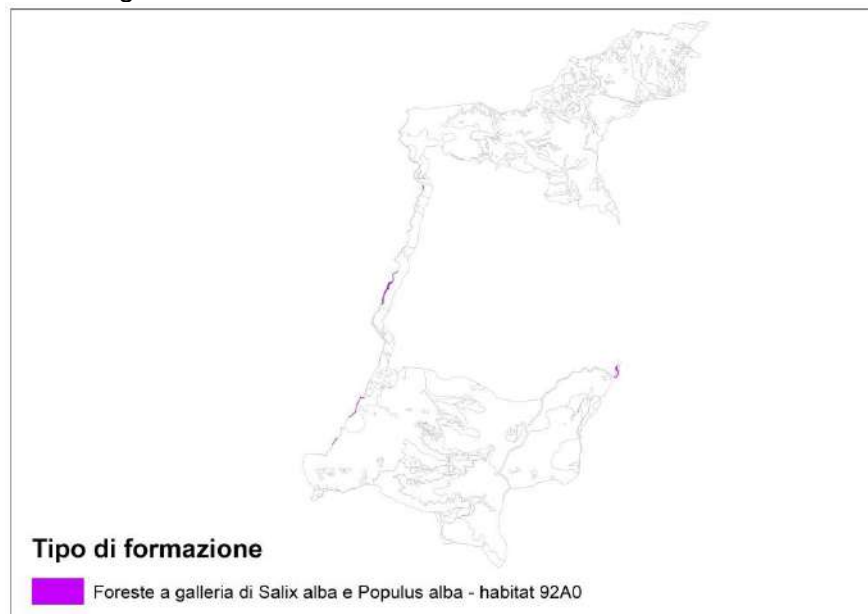 Tipo di formazione
Foreste a galleria di Salix alba e Populus alba - habitat 92A0